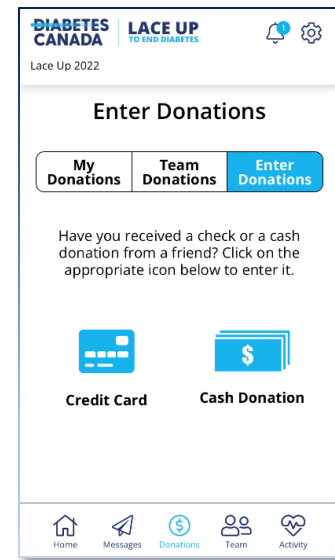 DIABETES
CANADA
LACE UP
TO END DIABETES
1
Lace Up 2022
Enter Donations
My
Donations
Team
Donations
Enter
Donations
Have you received a check or a cash
donation from a friend? Click on the
appropriate icon below to enter it.
$
Credit Card
Cash Donation
$
Home
Messages
Donations
Team
Activity